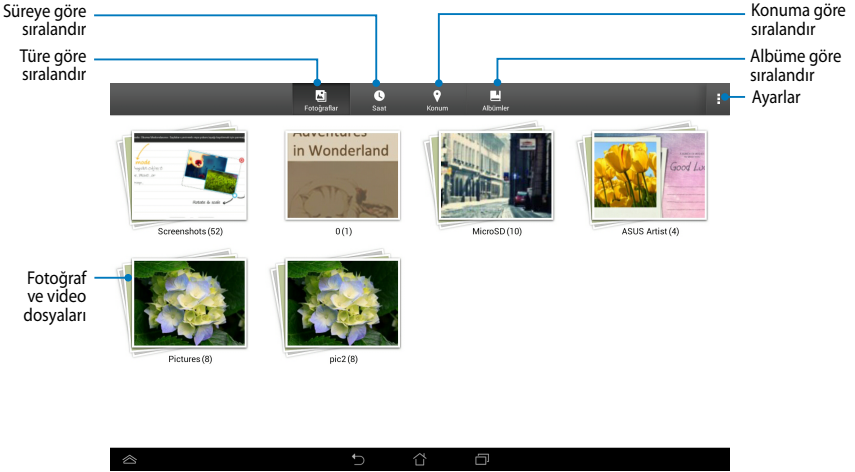 Süreye göre
sıralandır
Türe göre
sıralandır
Konuma göre
sıralandır
Albüme göre
sıralandır
Ayarlar
Fotoğraflar
Saat
Konum
Albümler
Adventures
in Wonderland
Good Lu
Screenshots (52)
0 (1)
MicroSD (10)
ASUS Artist (4)
Fotoğraf
ve video
dosyaları
Pictures (8)
pic2 (8)